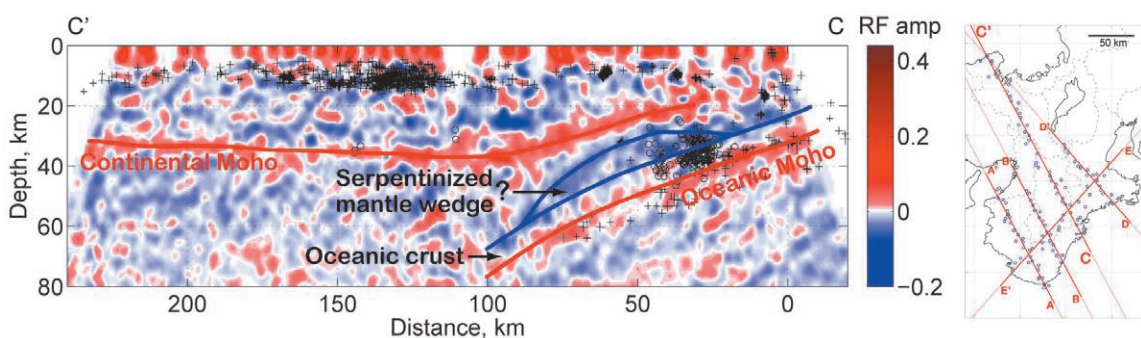 C' C RF amp
0
20
40
60
80
Depth, km
Continental Moho
Serpentinized ?
mantle wedge
Oceanic crust
Oceanic Moho
200 150 100 50 0
Distance, km
0.4
0.2
0
−0.2
C'
50 km
D'
E
B'
A'
D
C
E'
A
B